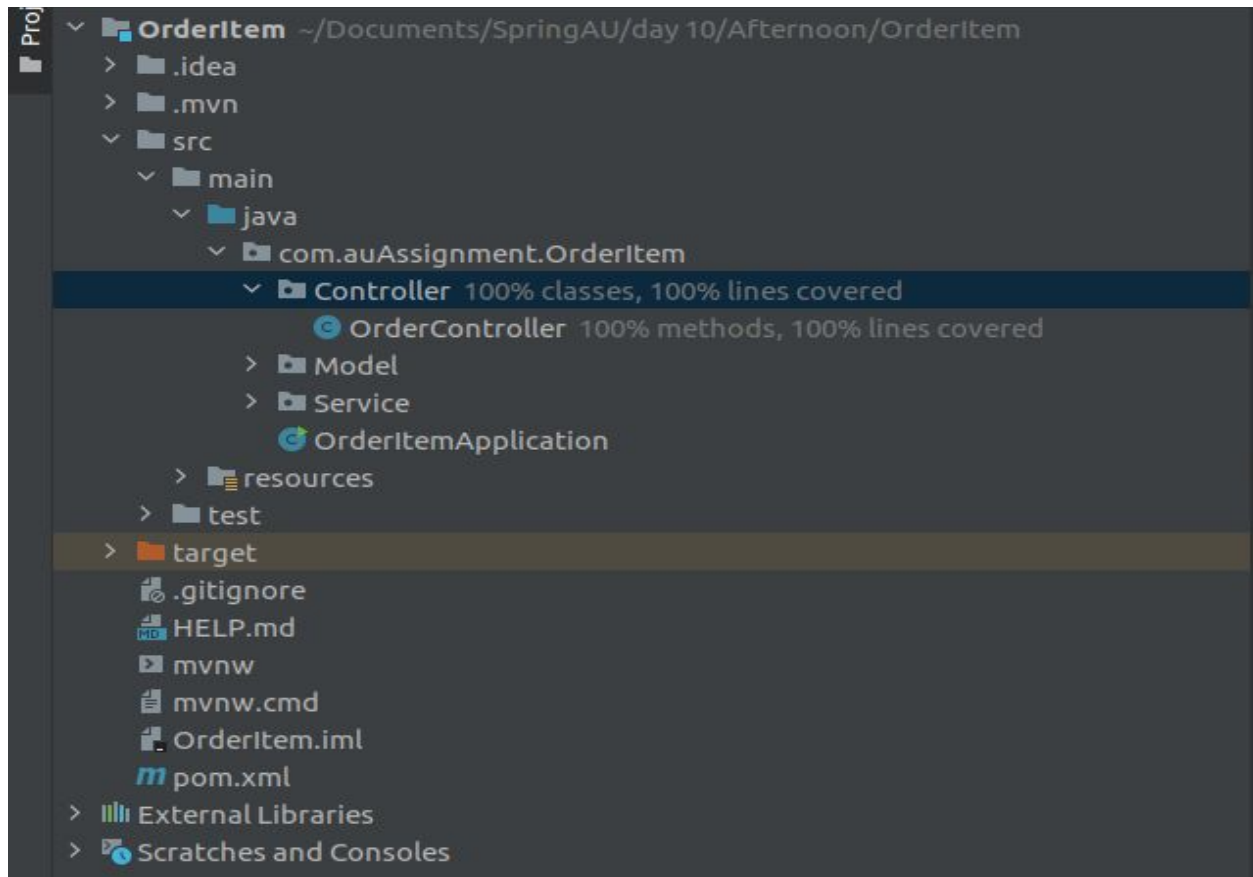 Proj
OrderItem ~/Documents/SpringAU/day 10/Afternoon/OrderItem
.idea
.mvn
src
main
java
com.auAssignment.OrderItem
Controller 100% classes, 100% lines covered
C OrderController 100% methods, 100% lines covered
Model
Service
C OrderItemApplication
resources
test
target
.gitignore
MD HELP.md
mvnw
mvnw.cmd
OrderItem.iml
m pom.xml
External Libraries
Scratches and Consoles